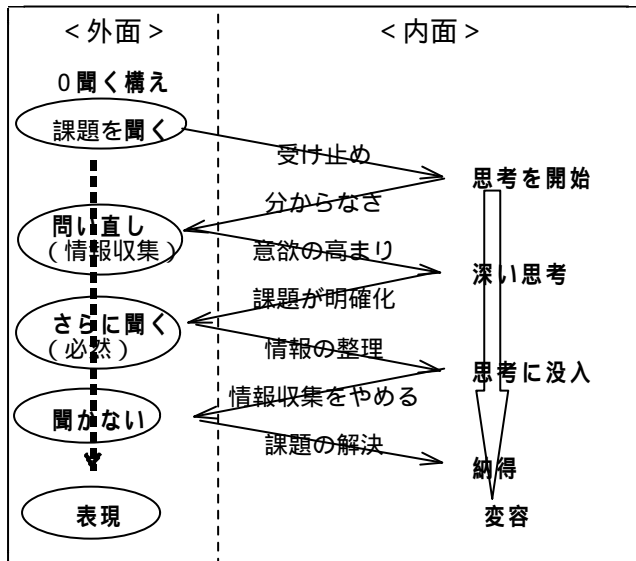 ＜外面＞
＜内面＞
０聞く構え
課題を聞く
受け止め
思考を開始
分からなさ
問い直し
（情報収集）
意欲の高まり
深い思考
課題が明確化
さらに聞く
（必然）
情報の整理
思考に没入
情報収集をやめる
聞かない
課題の解決
納得
表現
変容